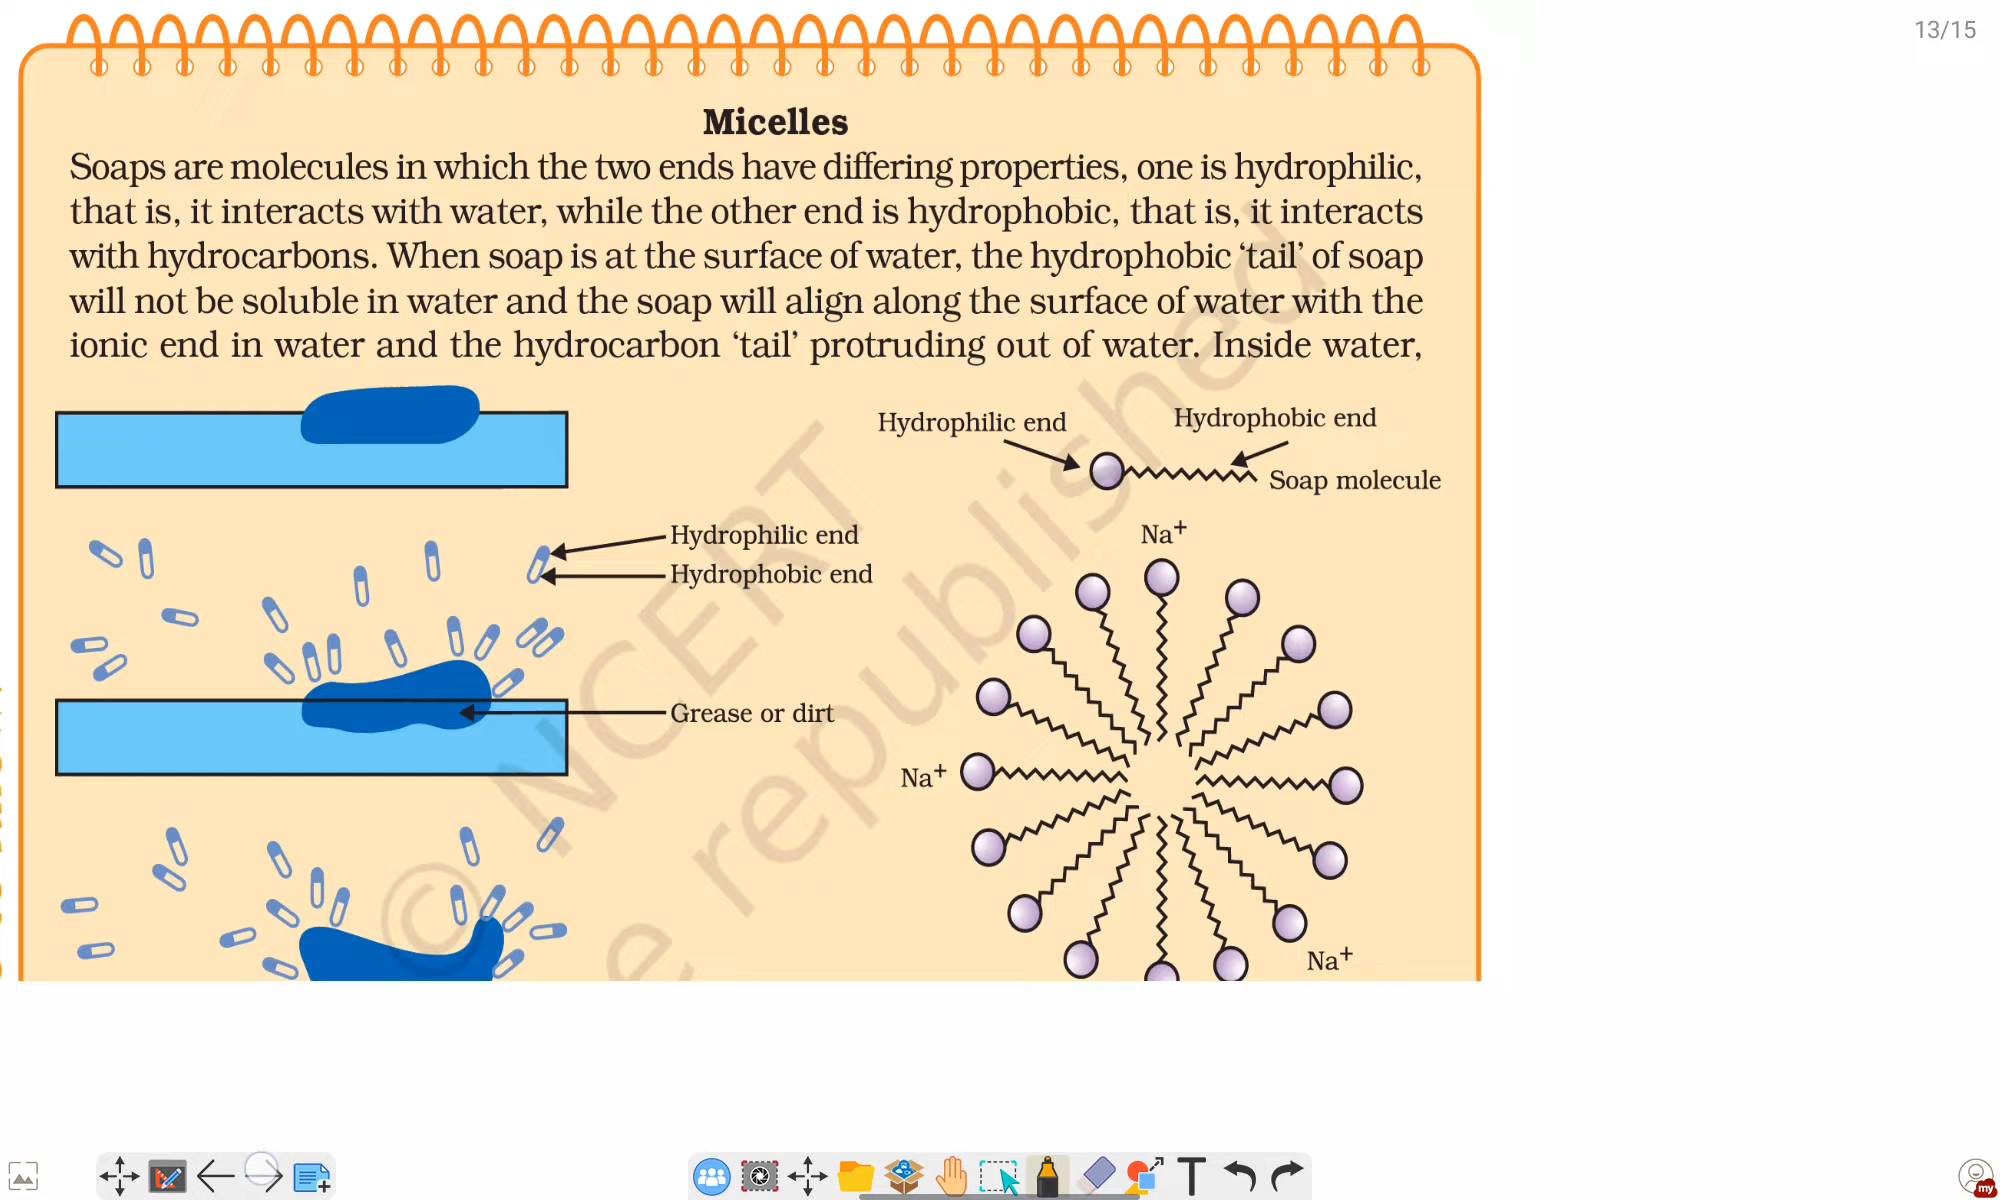 13/15
Micelles
Soaps are molecules in which the two ends have differing properties, one is hydrophilic,
that is, it interacts with water, while the other end is hydrophobic, that is, it interacts
with hydrocarbons. When soap is at the surface of water, the hydrophobic ‘tail’ of soap
will not be soluble in water and the soap will align along the surface of water with the
ionic end in water and the hydrocarbon ‘tail’ protruding out of water. Inside water,
Hydrophilic end
Hydrophobic end
Soap molecule
Na+
Hydrophilic end
Hydrophobic end
Grease or dirt
Na+
Na+
© NCERT
e republished
T
my